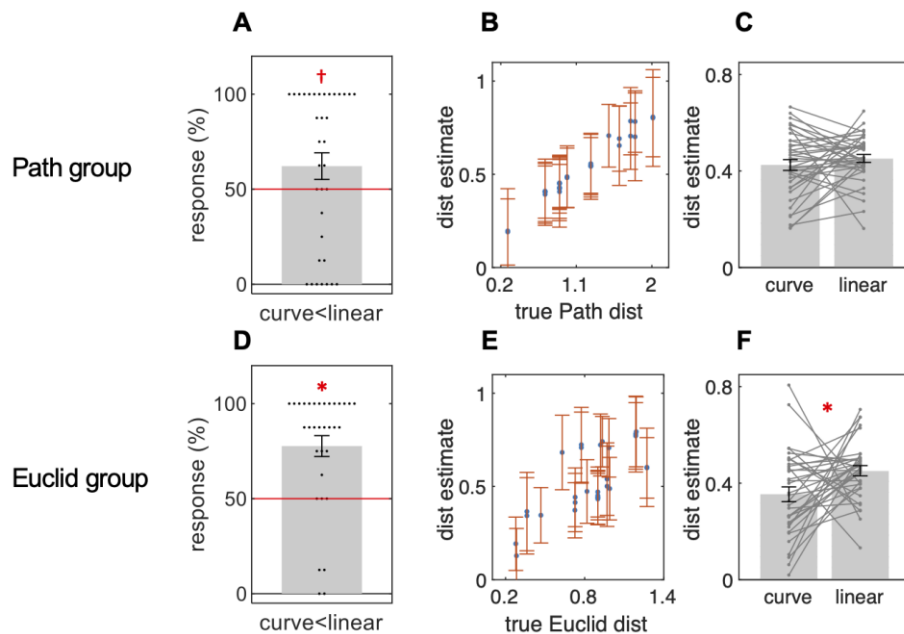 A
B
C
Path group
response (%)
100
50
0
†
curve<linear
dist estimate
1
0.5
0
0.2
1.1
2
true Path dist
dist estimate
0.8
0.4
0
curve
linear
D
E
F
Euclid group
response (%)
100
50
0
*
curve<linear
dist estimate
1
0.5
0
0.2
0.8
1.4
true Euclid dist
dist estimate
0.8
0.4
0
*
curve
linear